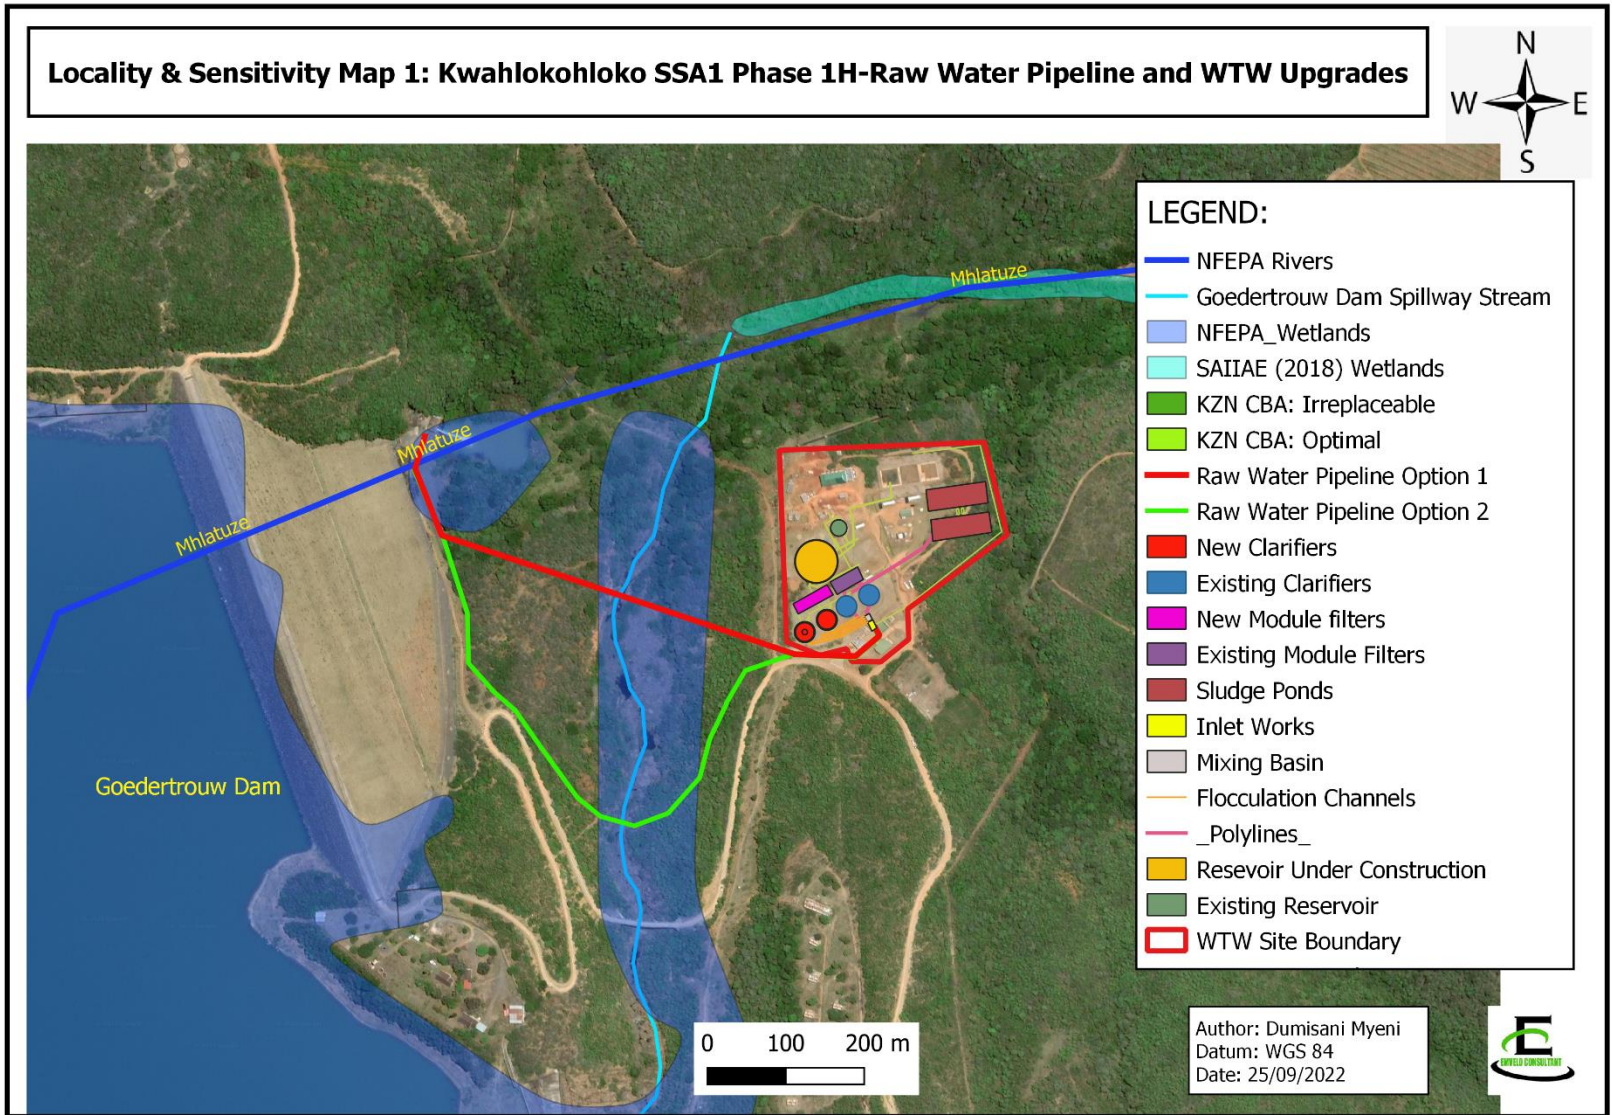 Locality & Sensitivity Map 1: Kwahlokohloko SSA1 Phase 1H-Raw Water Pipeline and WTW Upgrades
N
W E
S
LEGEND:
NFEPA Rivers
Goedertrouw Dam Spillway Stream
NFEPA_Wetlands
SAIIAE (2018) Wetlands
KZN CBA: Irreplaceable
KZN CBA: Optimal
Raw Water Pipeline Option 1
Raw Water Pipeline Option 2
New Clarifiers
Existing Clarifiers
New Module filters
Existing Module Filters
Sludge Ponds
Inlet Works
Mixing Basin
Flocculation Channels
_Polylines_
Resevoir Under Construction
Existing Reservoir
WTW Site Boundary
Mhlatuze
Mhlatuze
Mhlatuze
Goedertrouw Dam
0 100 200 m
Author: Dumisani Myeni
Datum: WGS 84
Date: 25/09/2022
E
EMVELO CONSULTANT